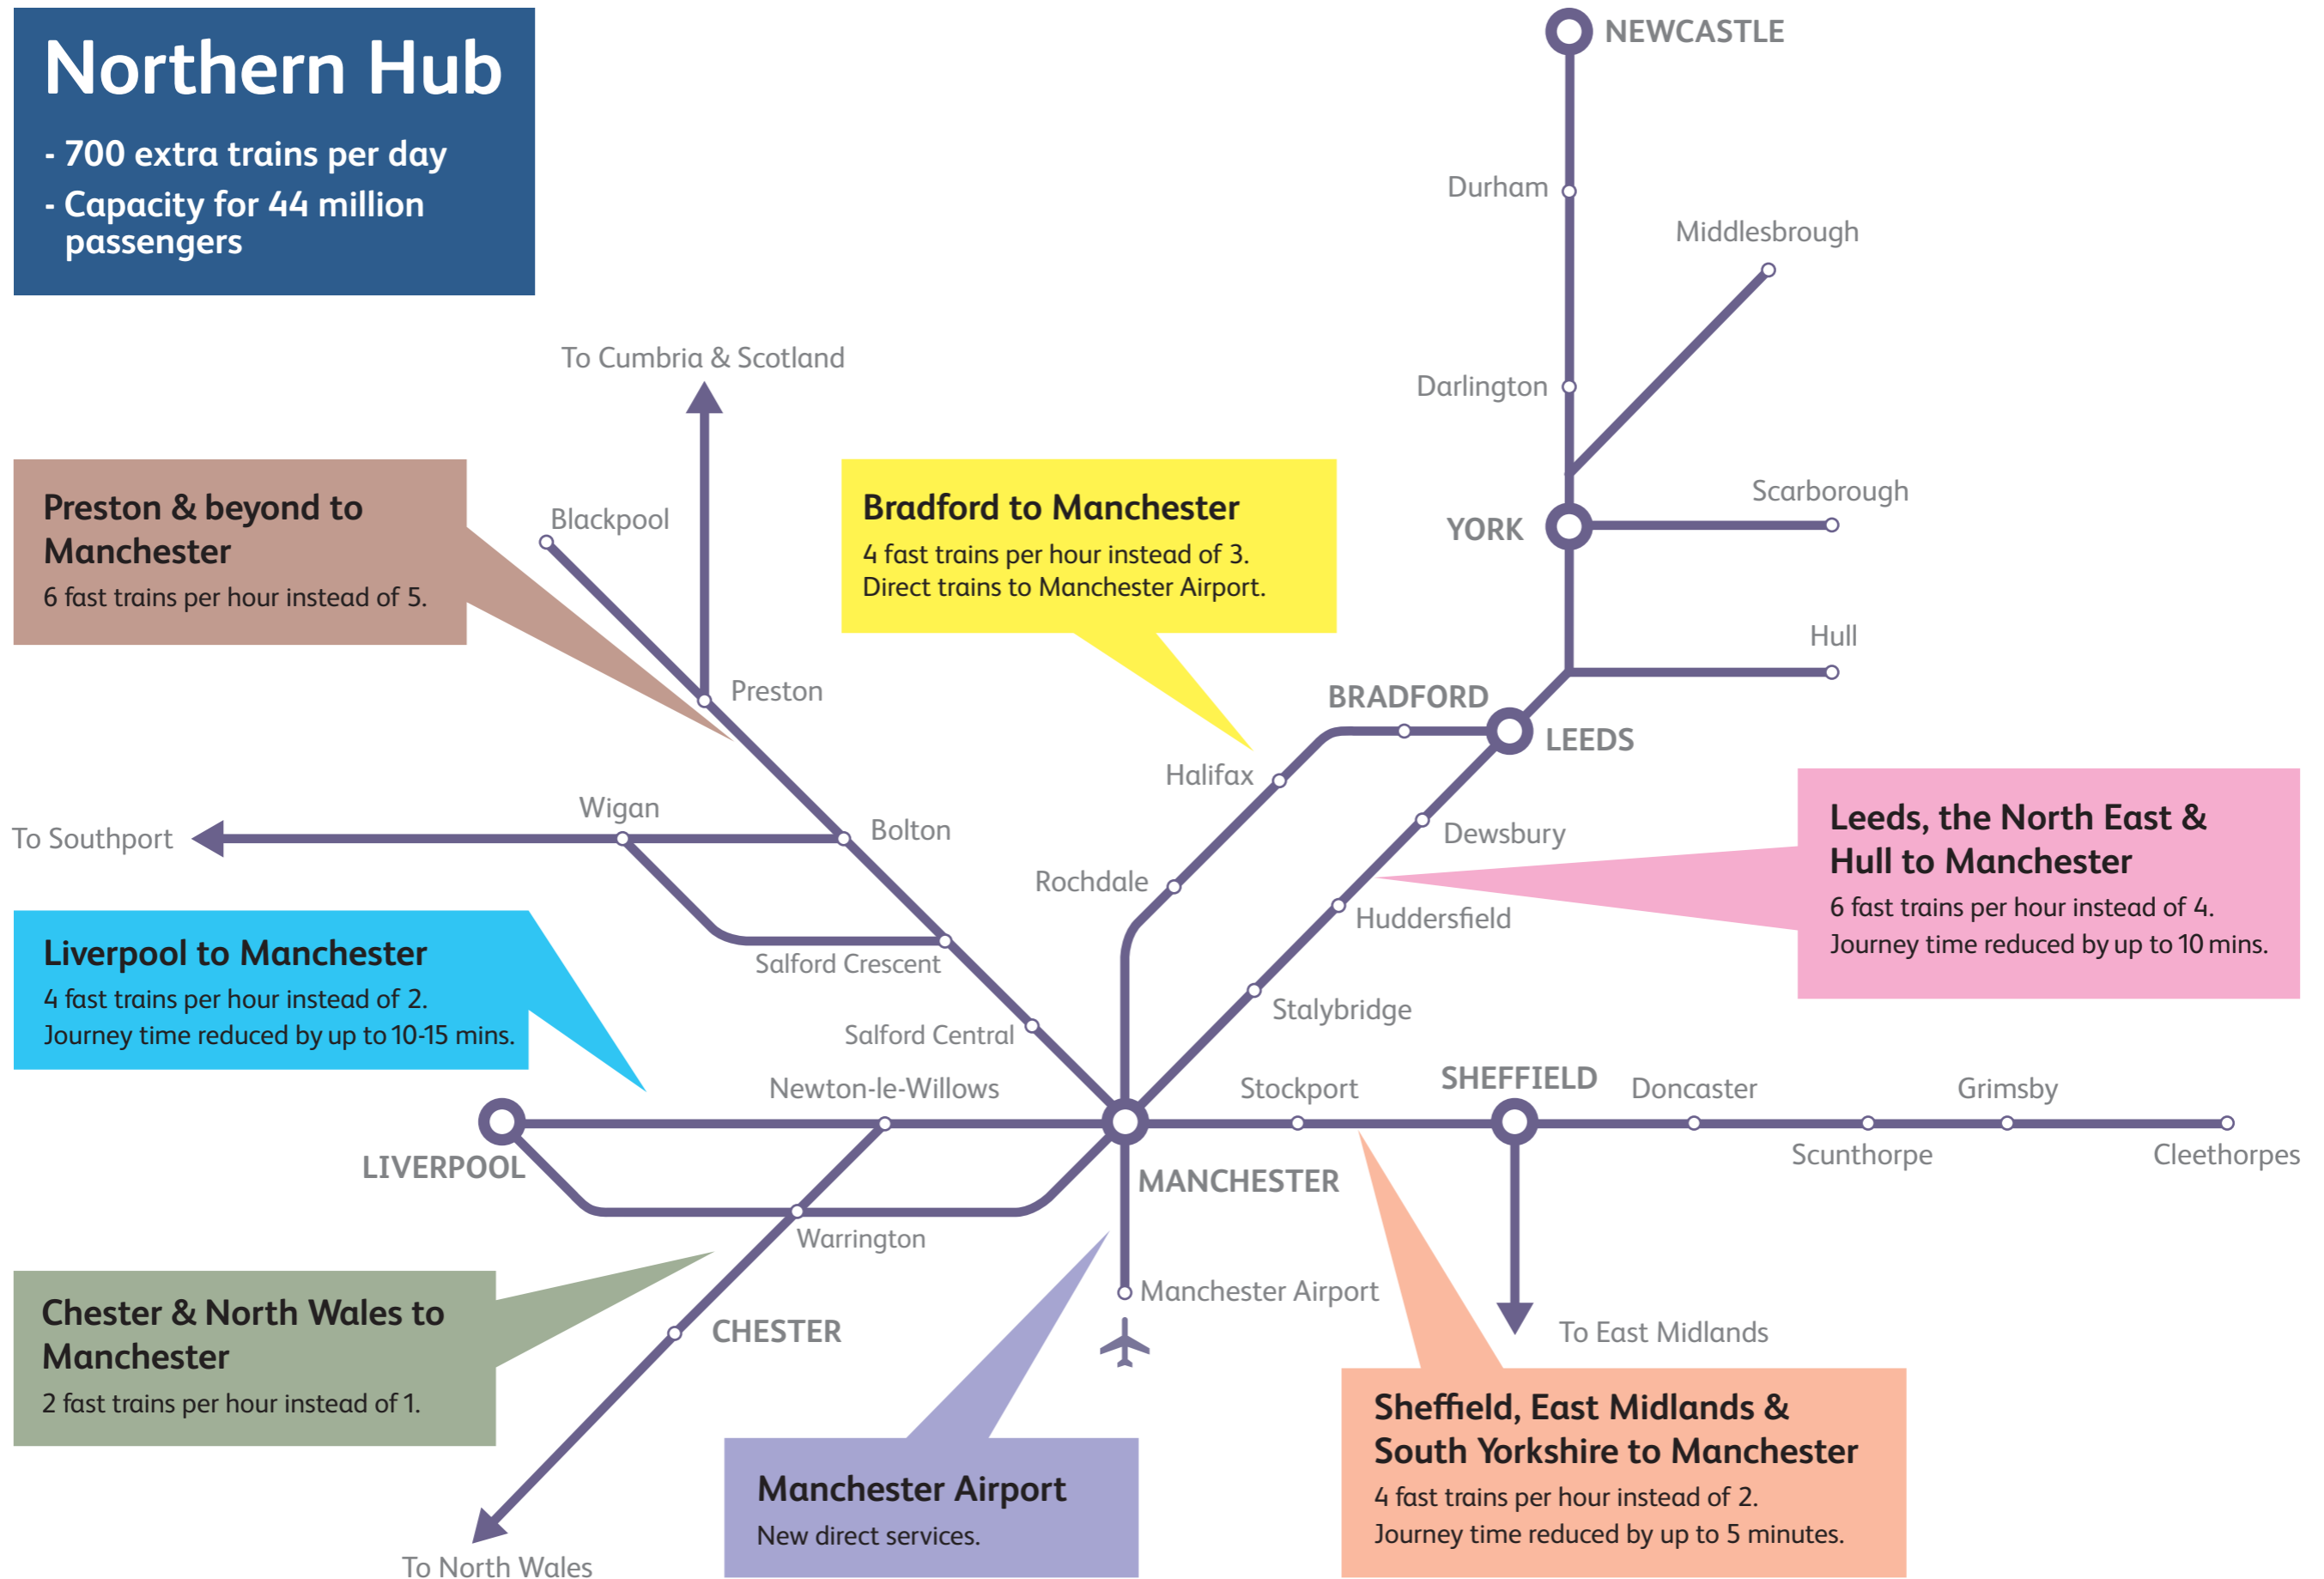 Northern Hub
- 700 extra trains per day
- Capacity for 44 million
passengers
NEWCASTLE
Durham
Middlesbrough
Darlington
To Cumbria & Scotland
Scarborough
YORK
Blackpool
Preston & beyond to
Manchester
6 fast trains per hour instead of 5.
Bradford to Manchester
4 fast trains per hour instead of 3.
Direct trains to Manchester Airport.
Hull
Preston
BRADFORD
LEEDS
Halifax
Wigan
To Southport
Bolton
Dewsbury
Rochdale
Huddersfield
Leeds, the North East &
Hull to Manchester
6 fast trains per hour instead of 4.
Journey time reduced by up to 10 mins.
Liverpool to Manchester
4 fast trains per hour instead of 2.
Journey time reduced by up to 10-15 mins.
Salford Crescent
Stalybridge
Salford Central
Newton-le-Willows
Stockport
SHEFFIELD
Doncaster
Grimsby
LIVERPOOL
MANCHESTER
Scunthorpe
Cleethorpes
Warrington
Manchester Airport
CHESTER
To East Midlands
Chester & North Wales to
Manchester
2 fast trains per hour instead of 1.
Manchester Airport
New direct services.
Sheffield, East Midlands &
South Yorkshire to Manchester
4 fast trains per hour instead of 2.
Journey time reduced by up to 5 minutes.
To North Wales